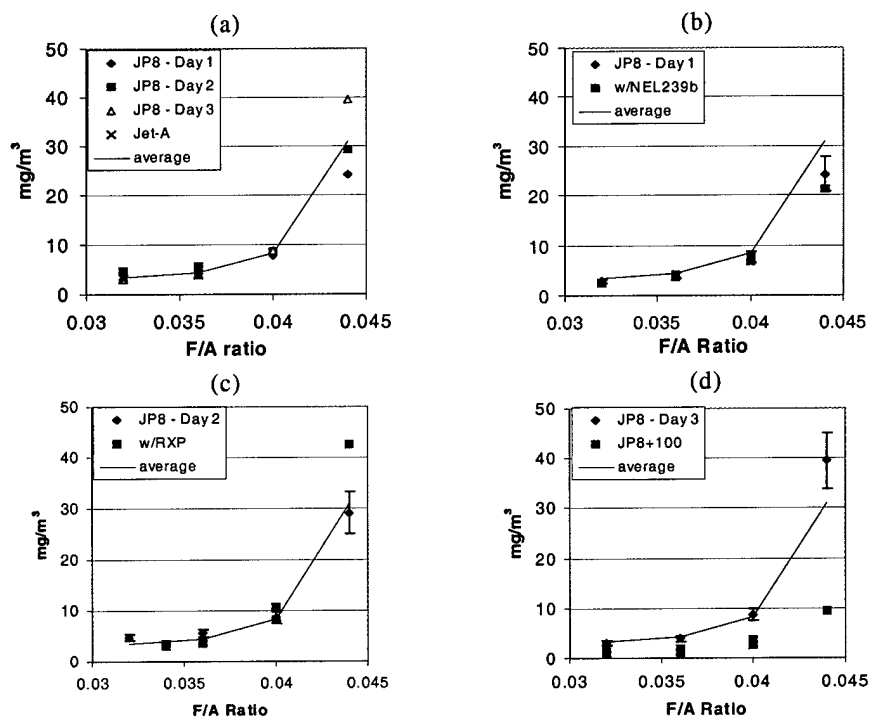 (a)
50
40
30
20
10
0
mg/m³
JP8 - Day 1
JP8 - Day 2
JP8 - Day 3
Jet-A
average
0.03 0.035 0.04 0.045
F/A ratio
(b)
50
40
30
20
10
0
mg/m³
JP8 - Day 1
w/NEL239b
average
0.03 0.035 0.04 0.045
F/A Ratio
(c)
50
40
30
20
10
0
mg/m³
JP8 - Day 2
w/RXP
average
0.03 0.035 0.04 0.045
F/A Ratio
(d)
50
40
30
20
10
0
mg/m³
JP8 - Day 3
JP8+100
average
0.03 0.035 0.04 0.045
F/A Ratio